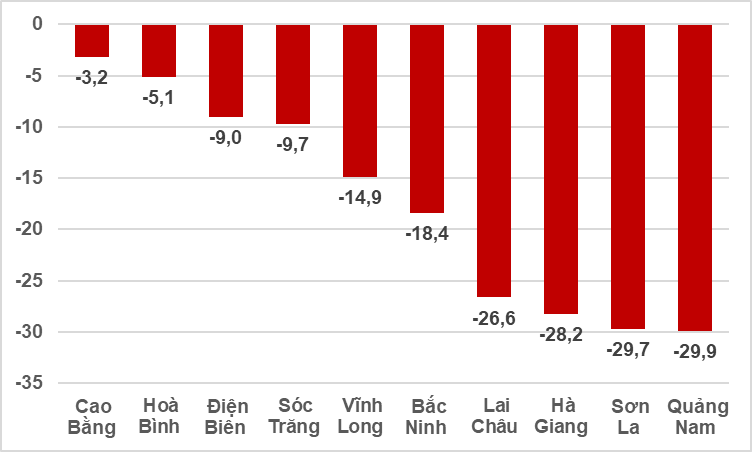 0
-5
-10
-15
-20
-25
-30
-35
-3,2
-5,1
-9,0
-9,7
-14,9
-18,4
-26,6
-28,2
-29,7
-29,9
Cao
Bằng
Hoà
Bình
Điện
Biên
Sóc
Trăng
Vĩnh
Long
Bắc
Ninh
Lai
Châu
Hà
Giang
Sơn
La
Quảng
Nam